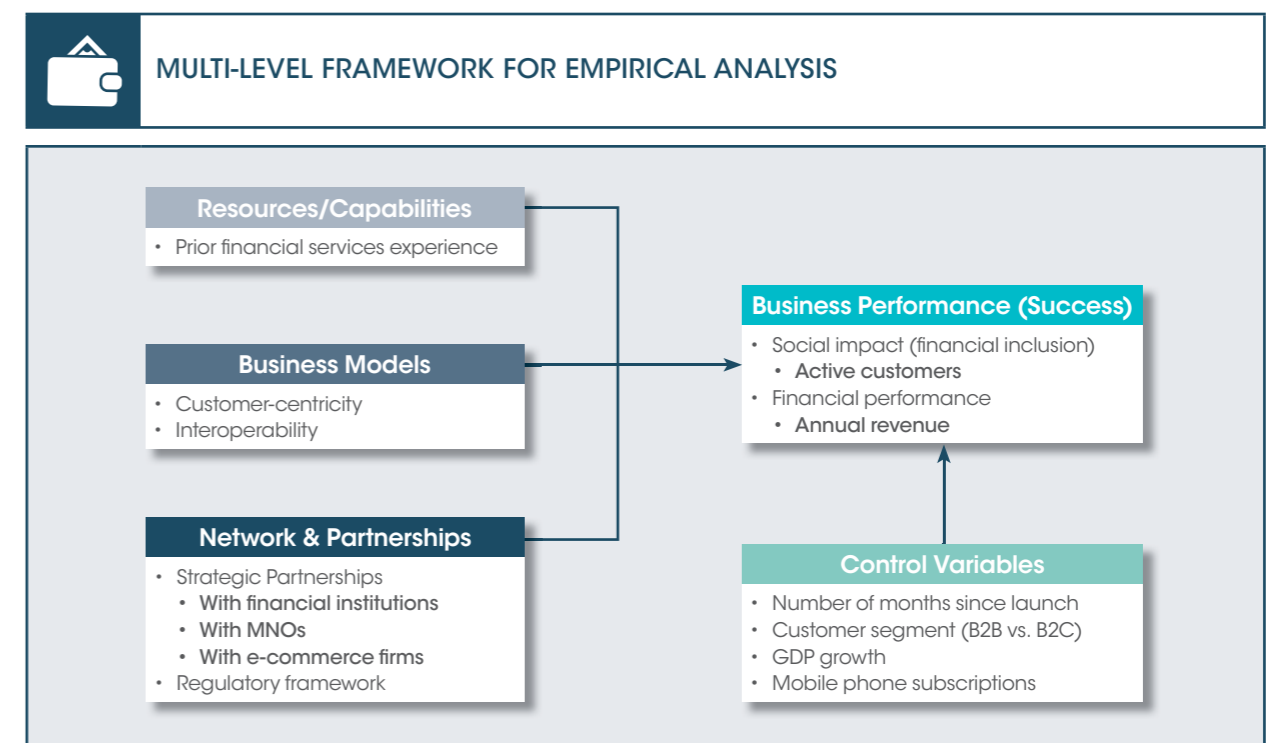 MULTI-LEVEL FRAMEWORK FOR EMPIRICAL ANALYSIS
Resources/Capabilities
• Prior financial services experience
Business Models
• Customer-centricity
• Interoperability
Network & Partnerships
• Strategic Partnerships
• With financial institutions
• With MNOs
• With e-commerce firms
• Regulatory framework
Business Performance (Success)
• Social impact (financial inclusion)
• Active customers
• Financial performance
• Annual revenue
Control Variables
• Number of months since launch
• Customer segment (B2B vs. B2C)
• GDP growth
• Mobile phone subscriptions